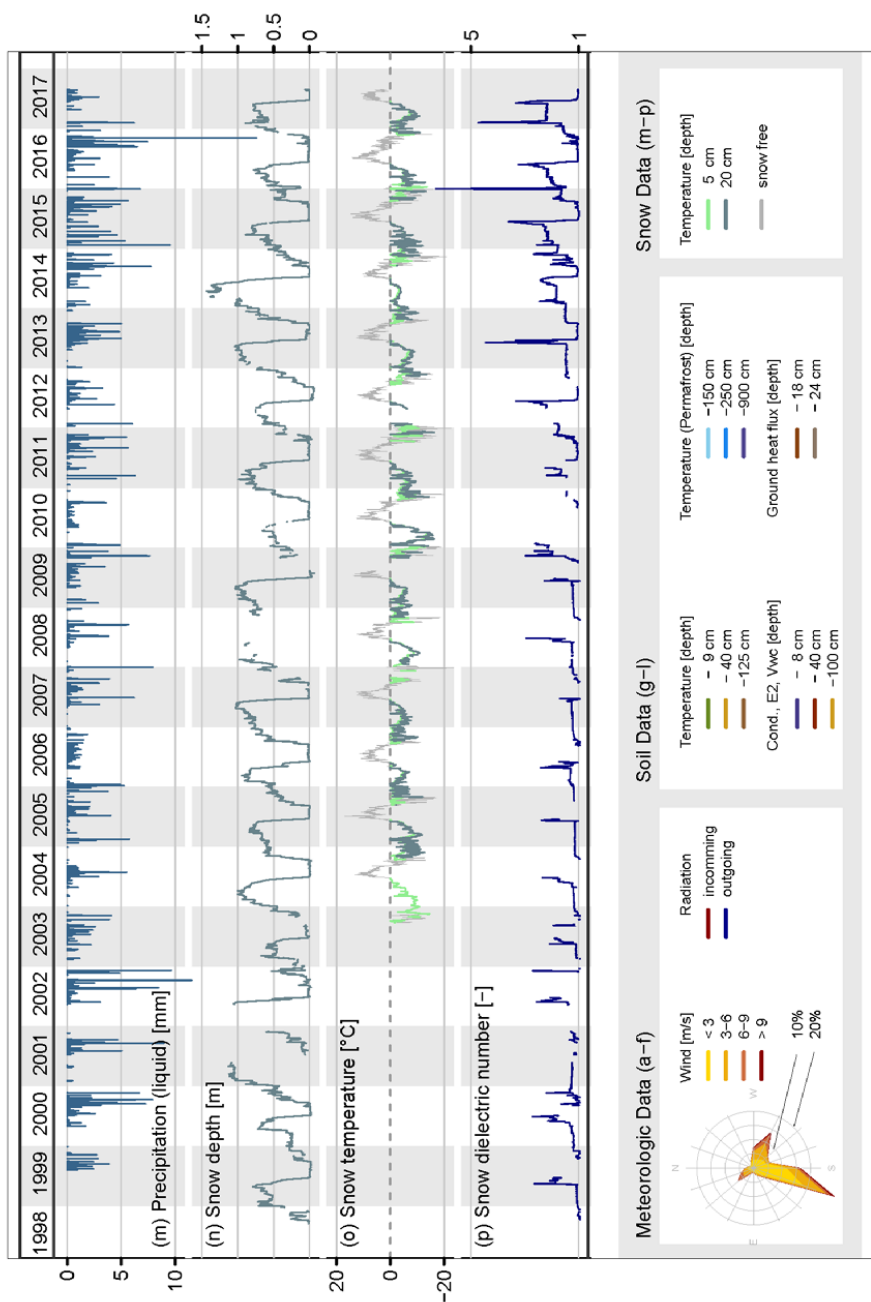 1998 1999 2000 2001 2002 2003 2004 2005 2006 2007 2008 2009 2010 2011 2012 2013 2014 2015 2016 2017
0
5
10
(m) Precipitation (liquid) [mm]
1.5
1
0.5
0
(n) Snow depth [m]
20
0
−20
(o) Snow temperature [°C]
5
1
(p) Snow dielectric number [−]
Meteorologic Data (a−f)
N
W
S
E
Wind [m/s]
< 3
3−6
6−9
> 9
10%
20%
Radiation
incomming
outgoing
Soil Data (g−l)
Temperature [depth]
− 9 cm
− 40 cm
−125 cm
Cond., E2, Vwc [depth]
− 8 cm
−40 cm
−100 cm
Temperature (Permafrost) [depth]
−150 cm
−250 cm
−900 cm
Ground heat flux [depth]
− 18 cm
− 24 cm
Snow Data (m−p)
Temperature [depth]
5 cm
20 cm
snow free